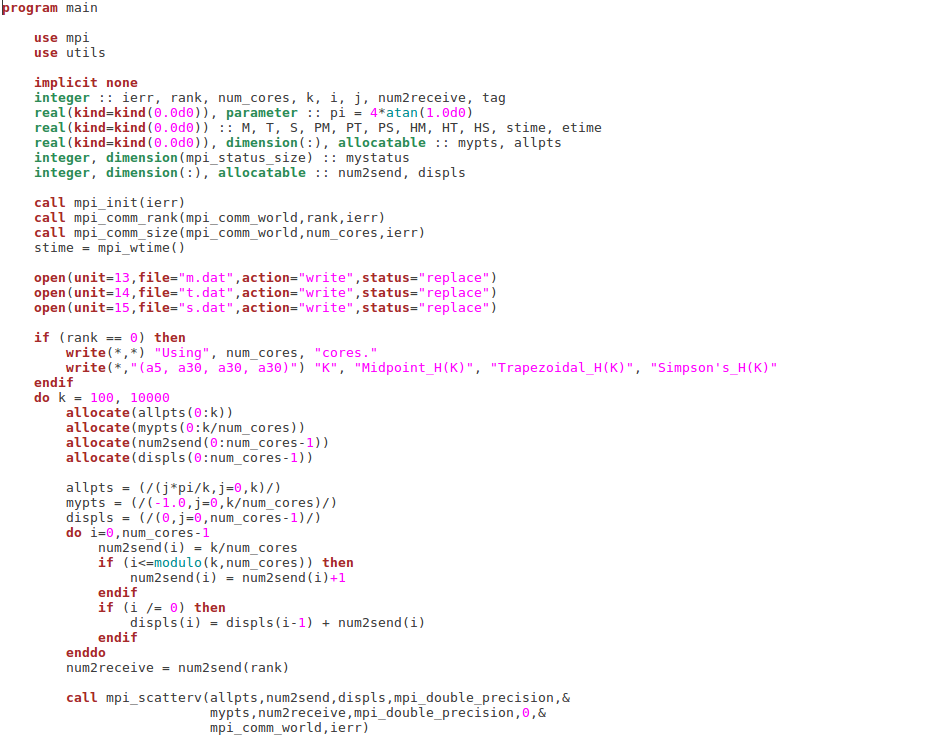 program main
use mpi
use utils
implicit none
integer :: ierr, rank, num_cores, k, i, j, num2receive, tag
real(kind=kind(0.0d0)), parameter :: pi = 4*atan(1.0d0)
real(kind=kind(0.0d0)) :: M, T, S, PM, PT, PS, HM, HT, HS, stime, etime
real(kind=kind(0.0d0)), dimension(:), allocatable :: mypts, allpts
integer, dimension(mpi_status_size) :: mystatus
integer, dimension(:), allocatable :: num2send, displs
call mpi_init(ierr)
call mpi_comm_rank(mpi_comm_world,rank,ierr)
call mpi_comm_size(mpi_comm_world,num_cores,ierr)
stime = mpi_wtime()
open(unit=13,file="m.dat",action="write",status="replace")
open(unit=14,file="t.dat",action="write",status="replace")
open(unit=15,file="s.dat",action="write",status="replace")
if (rank == 0) then
write(*,*) "Using", num_cores, "cores."
write(*,"(a5, a30, a30, a30)") "K", "Midpoint_H(K)", "Trapezoidal_H(K)", "Simpson's_H(K)"
endif
do k = 100, 10000
allocate(allpts(0:k))
allocate(mypts(0:k/num_cores))
allocate(num2send(0:num_cores-1))
allocate(displs(0:num_cores-1))
allpts = (/(j*pi/k,j=0,k)/)
mypts = (/(-1.0,j=0,k/num_cores)/)
displs = (/(0,j=0,num_cores-1)/)
do i=0,num_cores-1
num2send(i) = k/num_cores
if (i<=modulo(k,num_cores)) then
num2send(i) = num2send(i)+1
endif
if (i /= 0) then
displs(i) = displs(i-1) + num2send(i)
endif
enddo
num2receive = num2send(rank)
call mpi_scatterv(allpts,num2send,displs,mpi_double_precision,&
mypts,num2receive,mpi_double_precision,0,&
mpi_comm_world,ierr)